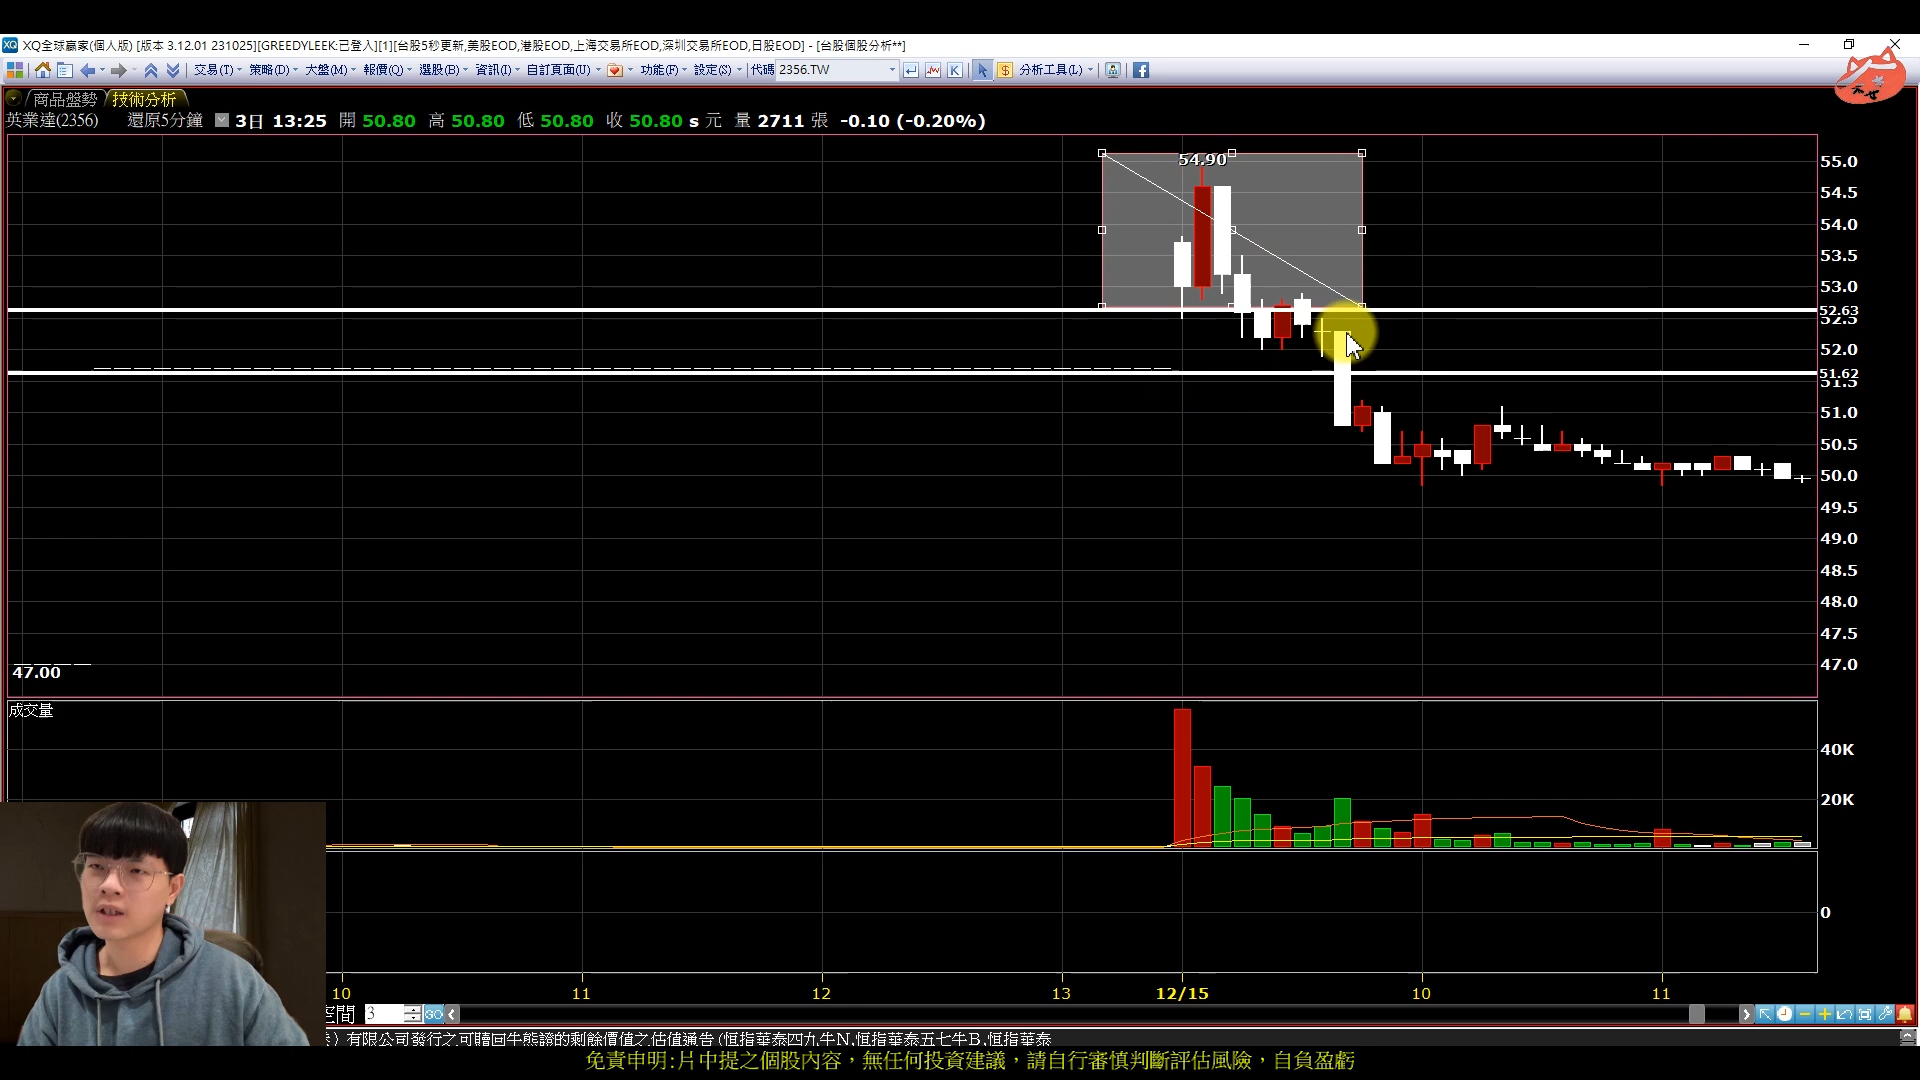 XQ全球贏家(個人版) [版本 3.12.01 231025][GREEDYLEEK:已登入][1][台股5秒更新,美股EOD,港股EOD,上海交易所EOD,深圳交易所EOD,日股EOD] - [台股個股分析**]
交易(T) 策略(D) 大盤(M) 報價(Q) 選股(B) 資訊(I) 自訂頁面(U) 功能(F) 設定(S) 代碼 2356.TW K $ 分析工具(L) f
商品盤勢 技術分析
英業達(2356) 還原5分鐘 3日 13:25 開 50.80 高 50.80 低 50.80 收 50.80 s 元 量 2711 張 -0.10 (-0.20%)
54.90
55.0
54.5
54.0
53.5
53.0
52.63
52.5
52.0
51.62
51.5
51.0
50.5
50.0
49.5
49.0
48.5
48.0
47.5
47.0
47.00
成交量
40K
20K
0
10 11 12 13 12/15 10 11
空間 3 GO
有限公司發行之可贖回牛熊證的剩餘價值之估值通告 (恒指華泰四九牛N,恒指華泰五七牛B,恒指華泰
免責申明:片中提之個股內容，無任何投資建議，請自行審慎判斷評估風險，自負盈虧